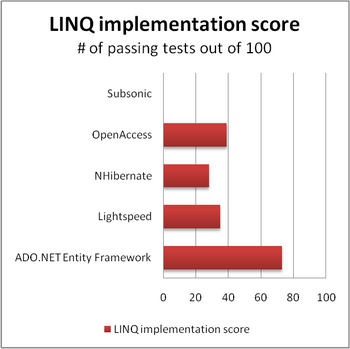 LINQ implementation score
# of passing tests out of 100
Subsonic
OpenAccess
NHibernate
Lightspeed
ADO.NET Entity Framework
0 20 40 60 80 100
LINQ implementation score